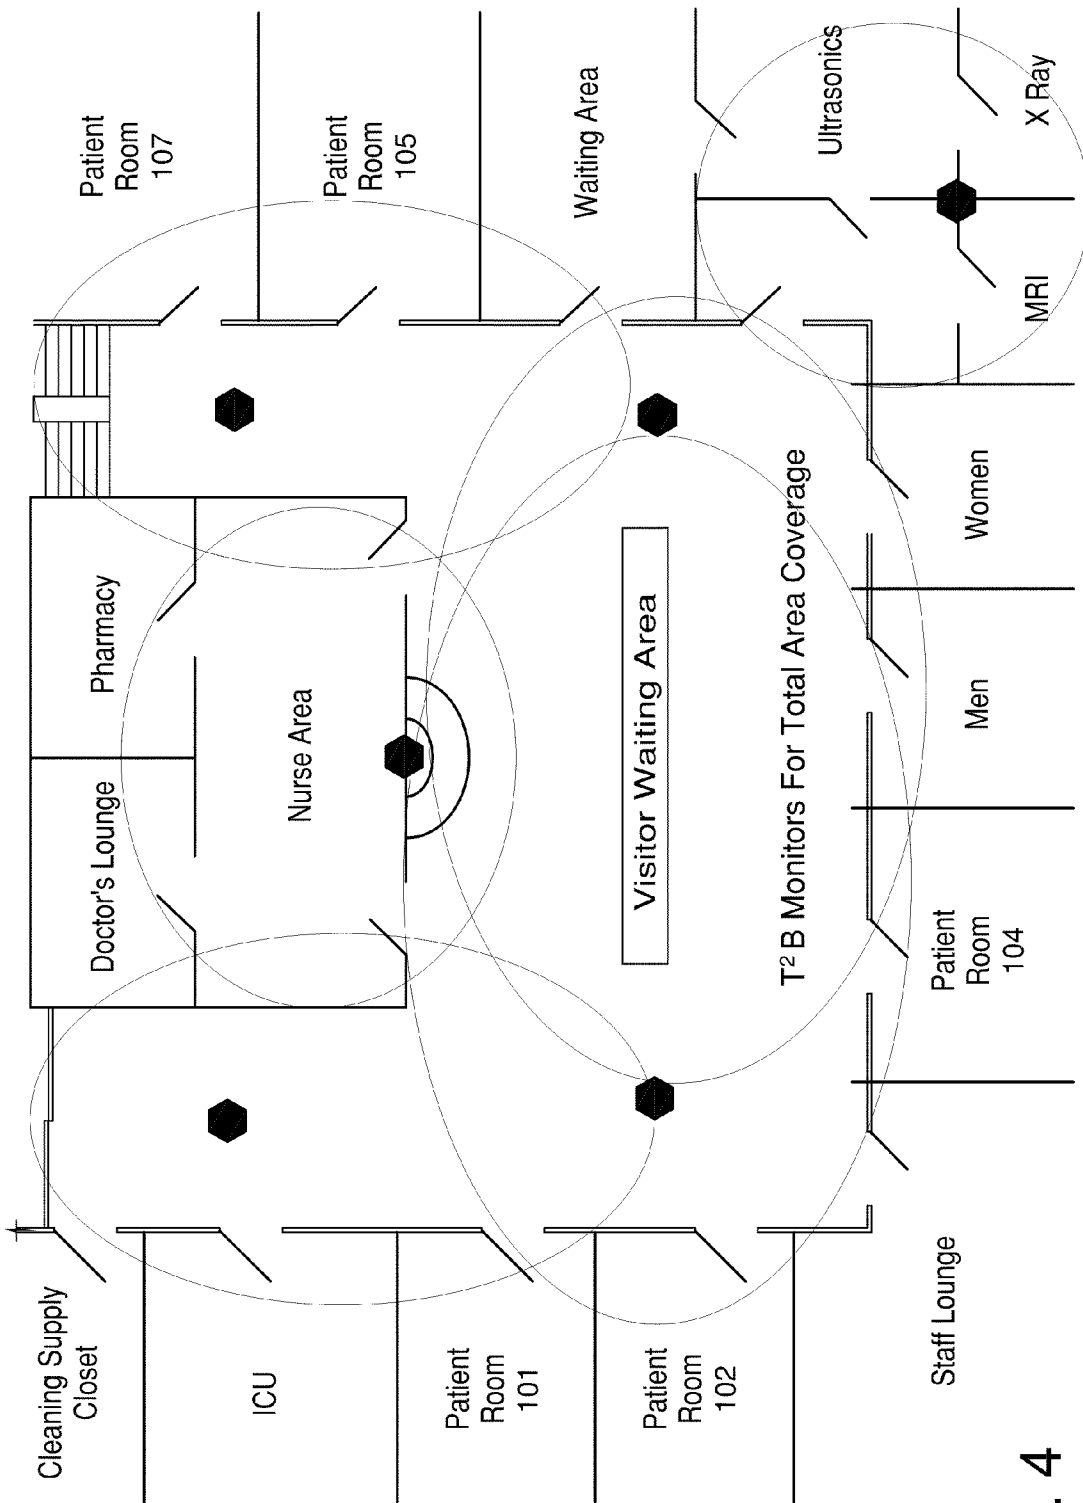 Cleaning Supply
Closet
Doctor's Lounge
Pharmacy
Patient
Room
107
ICU
Nurse Area
Patient
Room
105
Patient
Room
101
Waiting Area
Patient
Room
102
Visitor Waiting Area
T² B Monitors For Total Area Coverage
Ultrasonics
Staff Lounge
Patient
Room
104
Men
Women
MRI
X Ray
. 4